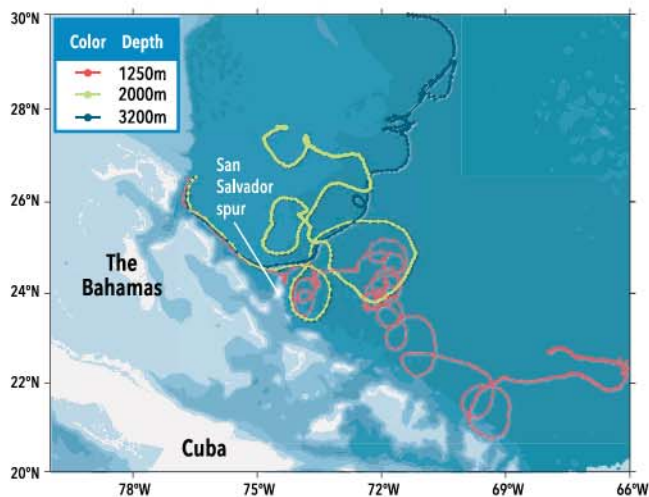 30°N
Color Depth
1250m
2000m
3200m
28°N
San
Salvador
spur
26°N
The
Bahamas
24°N
22°N
Cuba
20°N
78°W 75°W 72°W 69°W 66°W